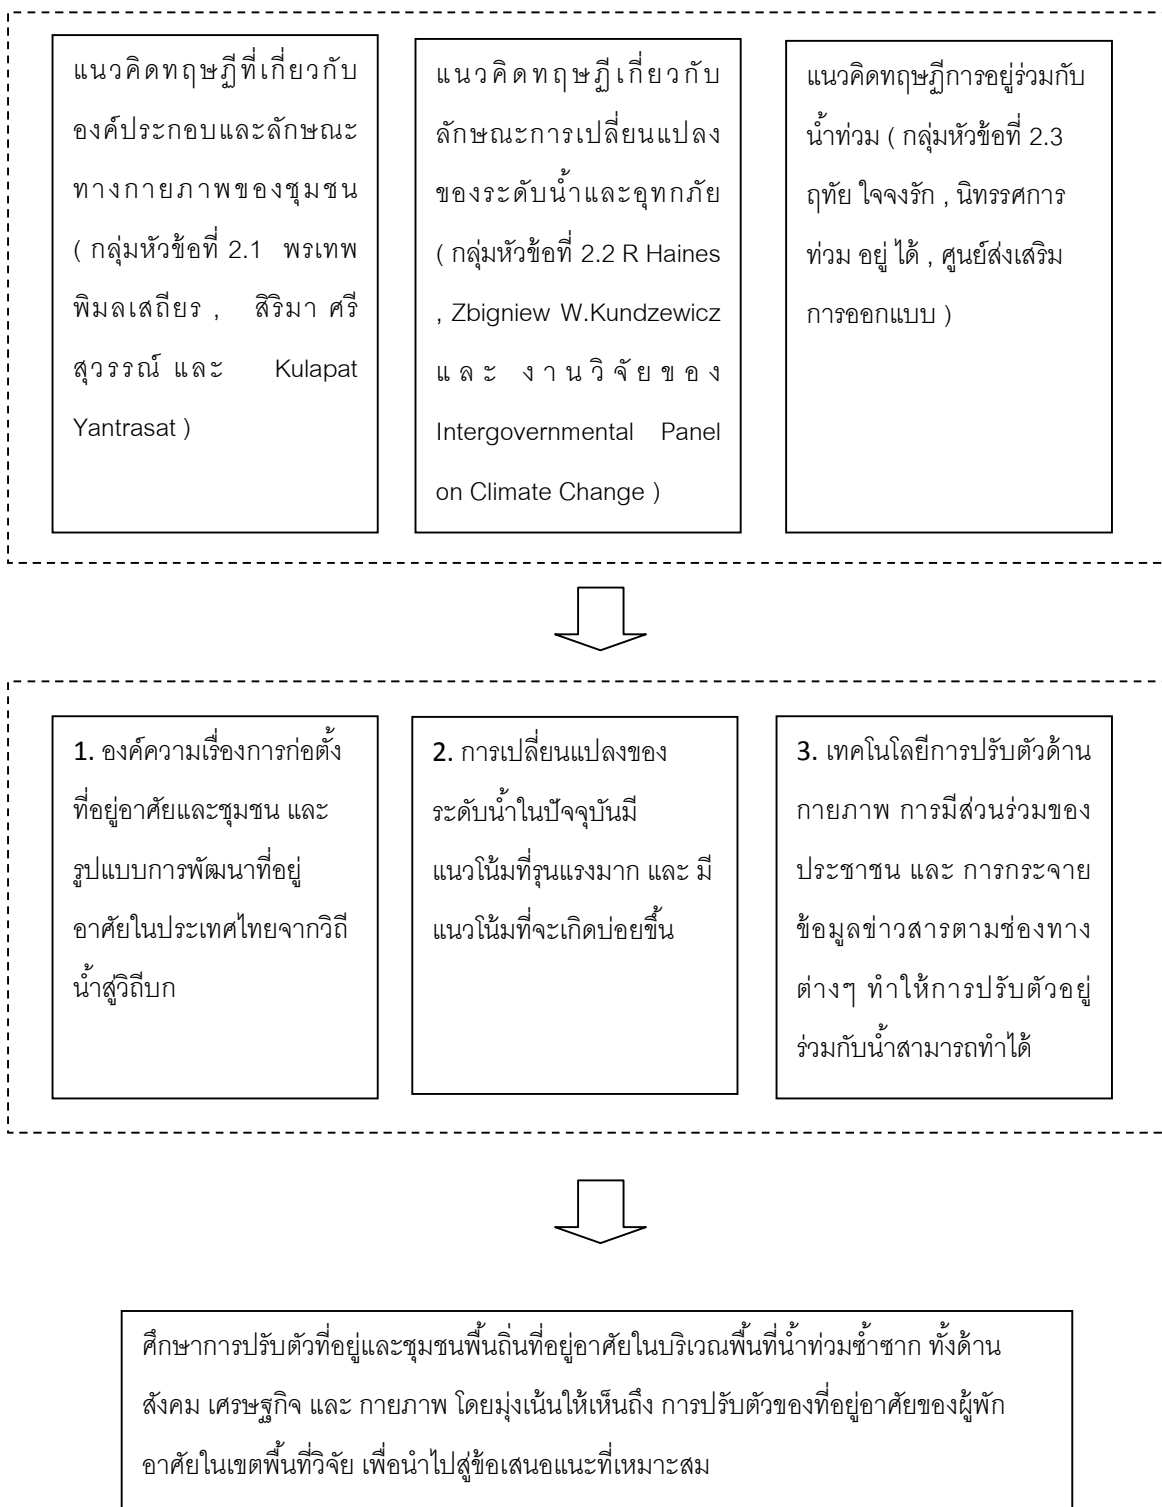 แนวคิดทฤษฎีที่เกี่ยวกับ
องค์ประกอบและลักษณะ
ทางกายภาพของชุมชน
( กลุ่มหัวข้อที่ 2.1 พรเทพ
พิมลเสถียร , สิริมา ศรี
สุวรรณ์ และ Kulapat
Yantrasat )
แนวคิดทฤษฎีเกี่ยวกับ
ลักษณะการเปลี่ยนแปลง
ของระดับน้ำและอุทกภัย
( กลุ่มหัวข้อที่ 2.2 R Haines
, Zbigniew W.Kundzewicz
และ งานวิจัยของ
Intergovernmental Panel
on Climate Change )
แนวคิดทฤษฎีการอยู่ร่วมกับ
น้ำท่วม ( กลุ่มหัวข้อที่ 2.3
ฤทัย ใจจงรัก , นิทรรศการ
ท่วม อยู่ ได้ , ศูนย์ส่งเสริม
การออกแบบ )
1. องค์ความเรื่องการก่อตั้ง
ที่อยู่อาศัยและชุมชน และ
รูปแบบการพัฒนาที่อยู่
อาศัยในประเทศไทยจากวิถี
น้ำสู่วิถีบก
2. การเปลี่ยนแปลงของ
ระดับน้ำในปัจจุบันมี
แนวโน้มที่รุนแรงมาก และ มี
แนวโน้มที่จะเกิดบ่อยขึ้น
3. เทคโนโลยีการปรับตัวด้าน
กายภาพ การมีส่วนร่วมของ
ประชาชน และ การกระจาย
ข้อมูลข่าวสารตามช่องทาง
ต่างๆ ทำให้การปรับตัวอยู่
ร่วมกับน้ำสามารถทำได้
ศึกษาการปรับตัวที่อยู่และชุมชนพื้นถิ่นที่อยู่อาศัยในบริเวณพื้นที่น้ำท่วมซ้ำซาก ทั้งด้าน
สังคม เศรษฐกิจ และ กายภาพ โดยมุ่งเน้นให้เห็นถึง การปรับตัวของที่อยู่อาศัยของผู้พัก
อาศัยในเขตพื้นที่วิจัย เพื่อนำไปสู่ข้อเสนอแนะที่เหมาะสม